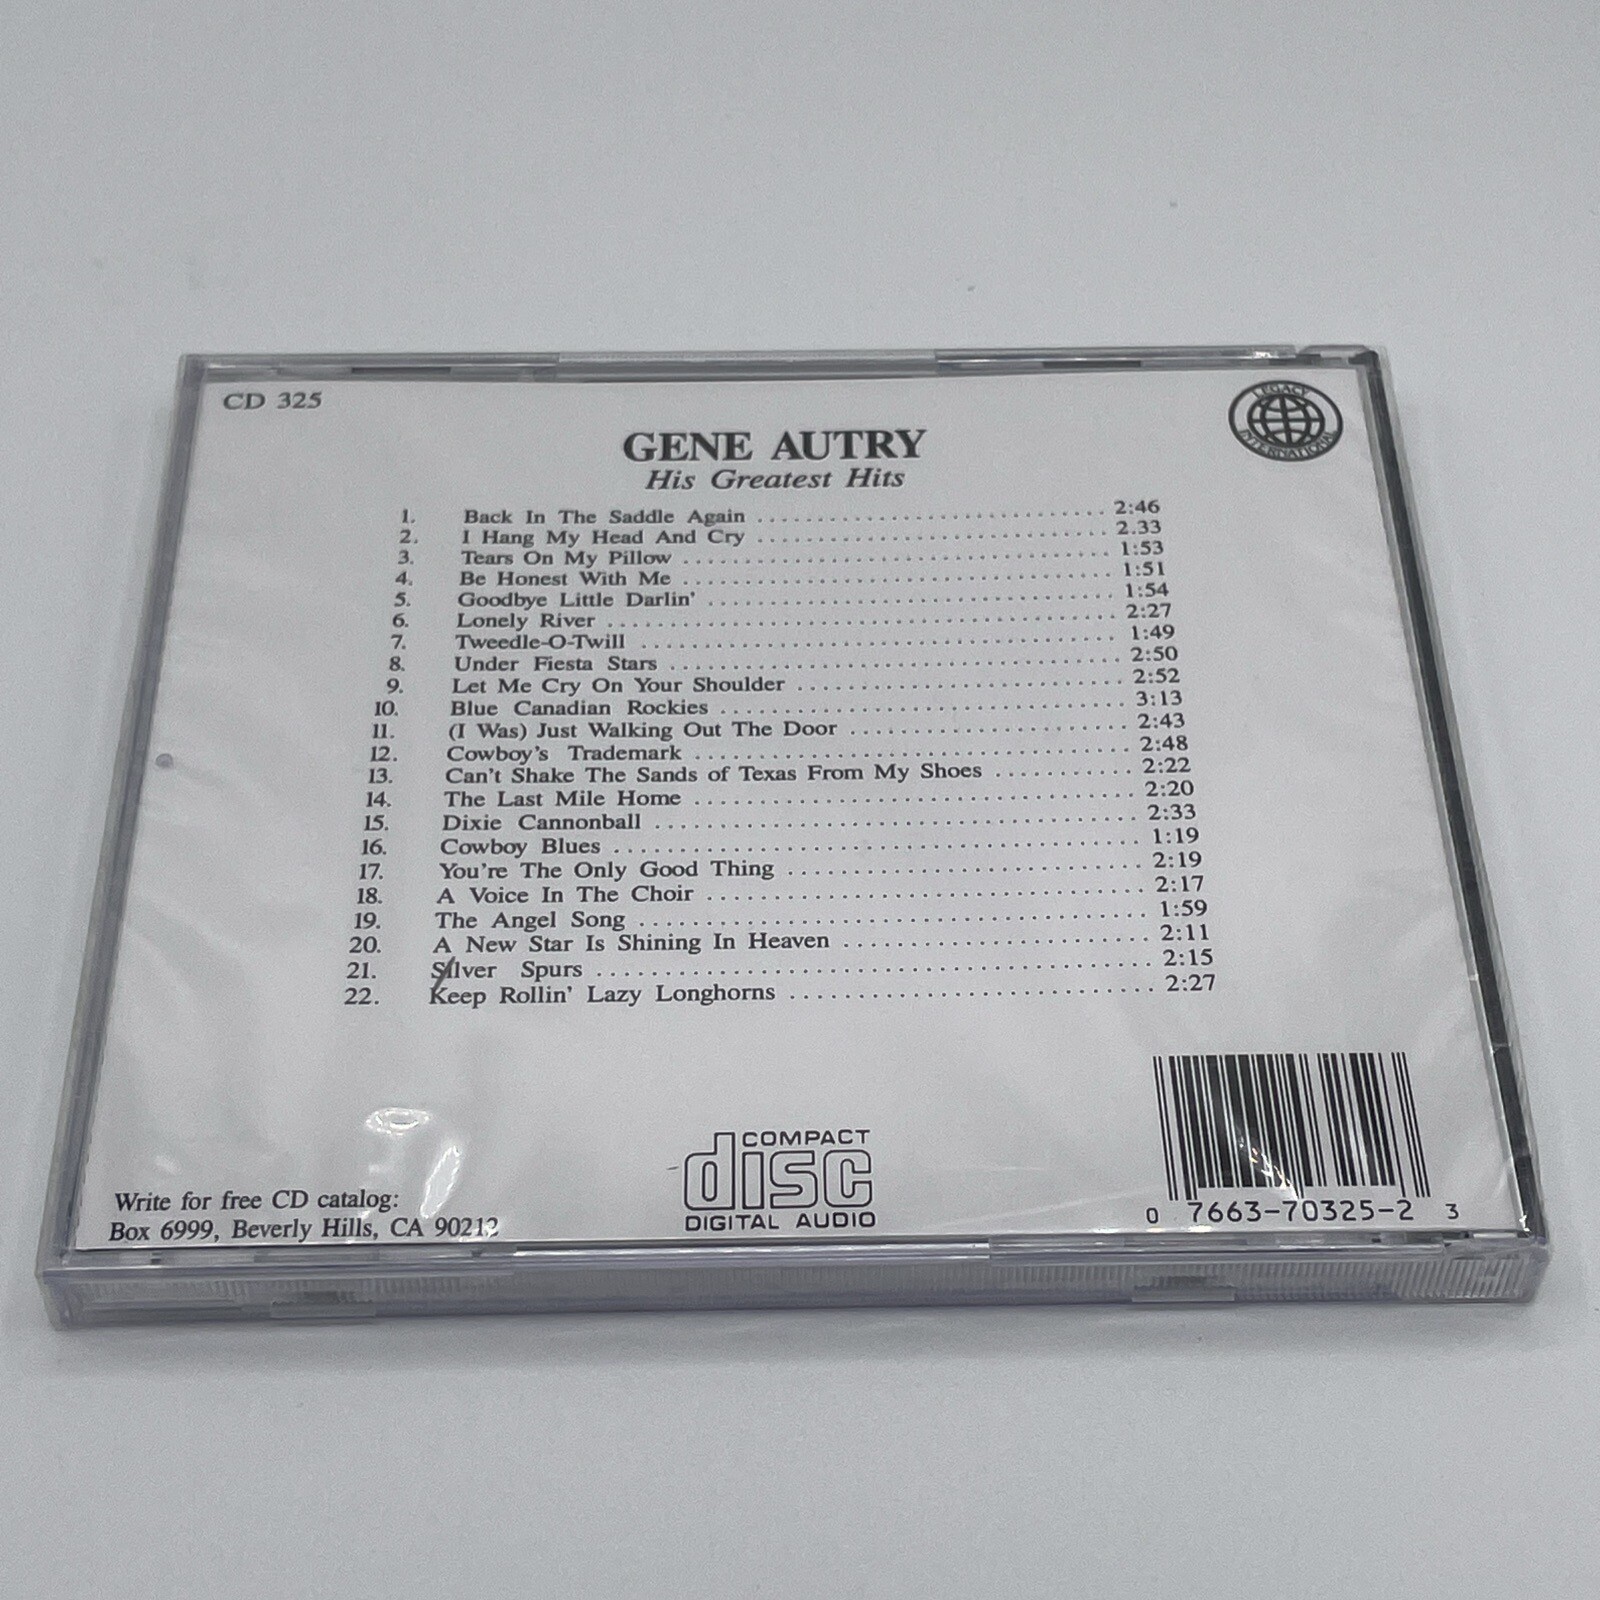 CD 325
LEGACY INTERNATIONAL
GENE AUTRY
His Greatest Hits
1. Back In The Saddle Again 2:46
2. I Hang My Head And Cry 2.33
3. Tears On My Pillow 1:53
4. Be Honest With Me 1:51
5. Goodbye Little Darlin' 1:54
6. Lonely River 2:27
7. Tweedle-O-Twill 1:49
8. Under Fiesta Stars 2:50
9. Let Me Cry On Your Shoulder 2:52
10. Blue Canadian Rockies 3:13
11. (I Was) Just Walking Out The Door 2:43
12. Cowboy's Trademark 2:48
13. Can't Shake The Sands of Texas From My Shoes 2:22
14. The Last Mile Home 2:20
15. Dixie Cannonball 2:33
16. Cowboy Blues 1:19
17. You're The Only Good Thing 2:19
18. A Voice In The Choir 2:17
19. The Angel Song 1:59
20. A New Star Is Shining In Heaven 2:11
21. Silver Spurs 2:15
22. Keep Rollin' Lazy Longhorns 2:27
Write for free CD catalog:
Box 6999, Beverly Hills, CA 90212
COMPACT
disc
DIGITAL AUDIO
0 7663-70325-2 3